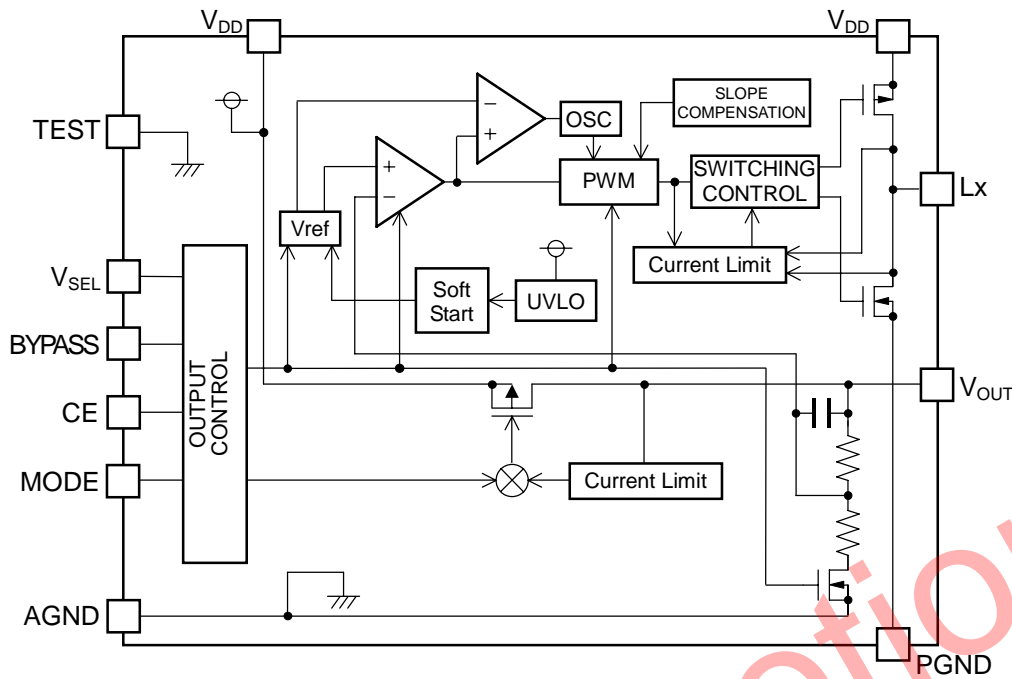 VDD
VDD
TEST
−
+
OSC
SLOPE
COMPENSATION
+
−
PWM
SWITCHING
CONTROL
Lx
Vref
Current Limit
VSEL
Soft
Start
UVLO
BYPASS
OUTPUT
CONTROL
VOUT
CE
MODE
Current Limit
AGND
PGND